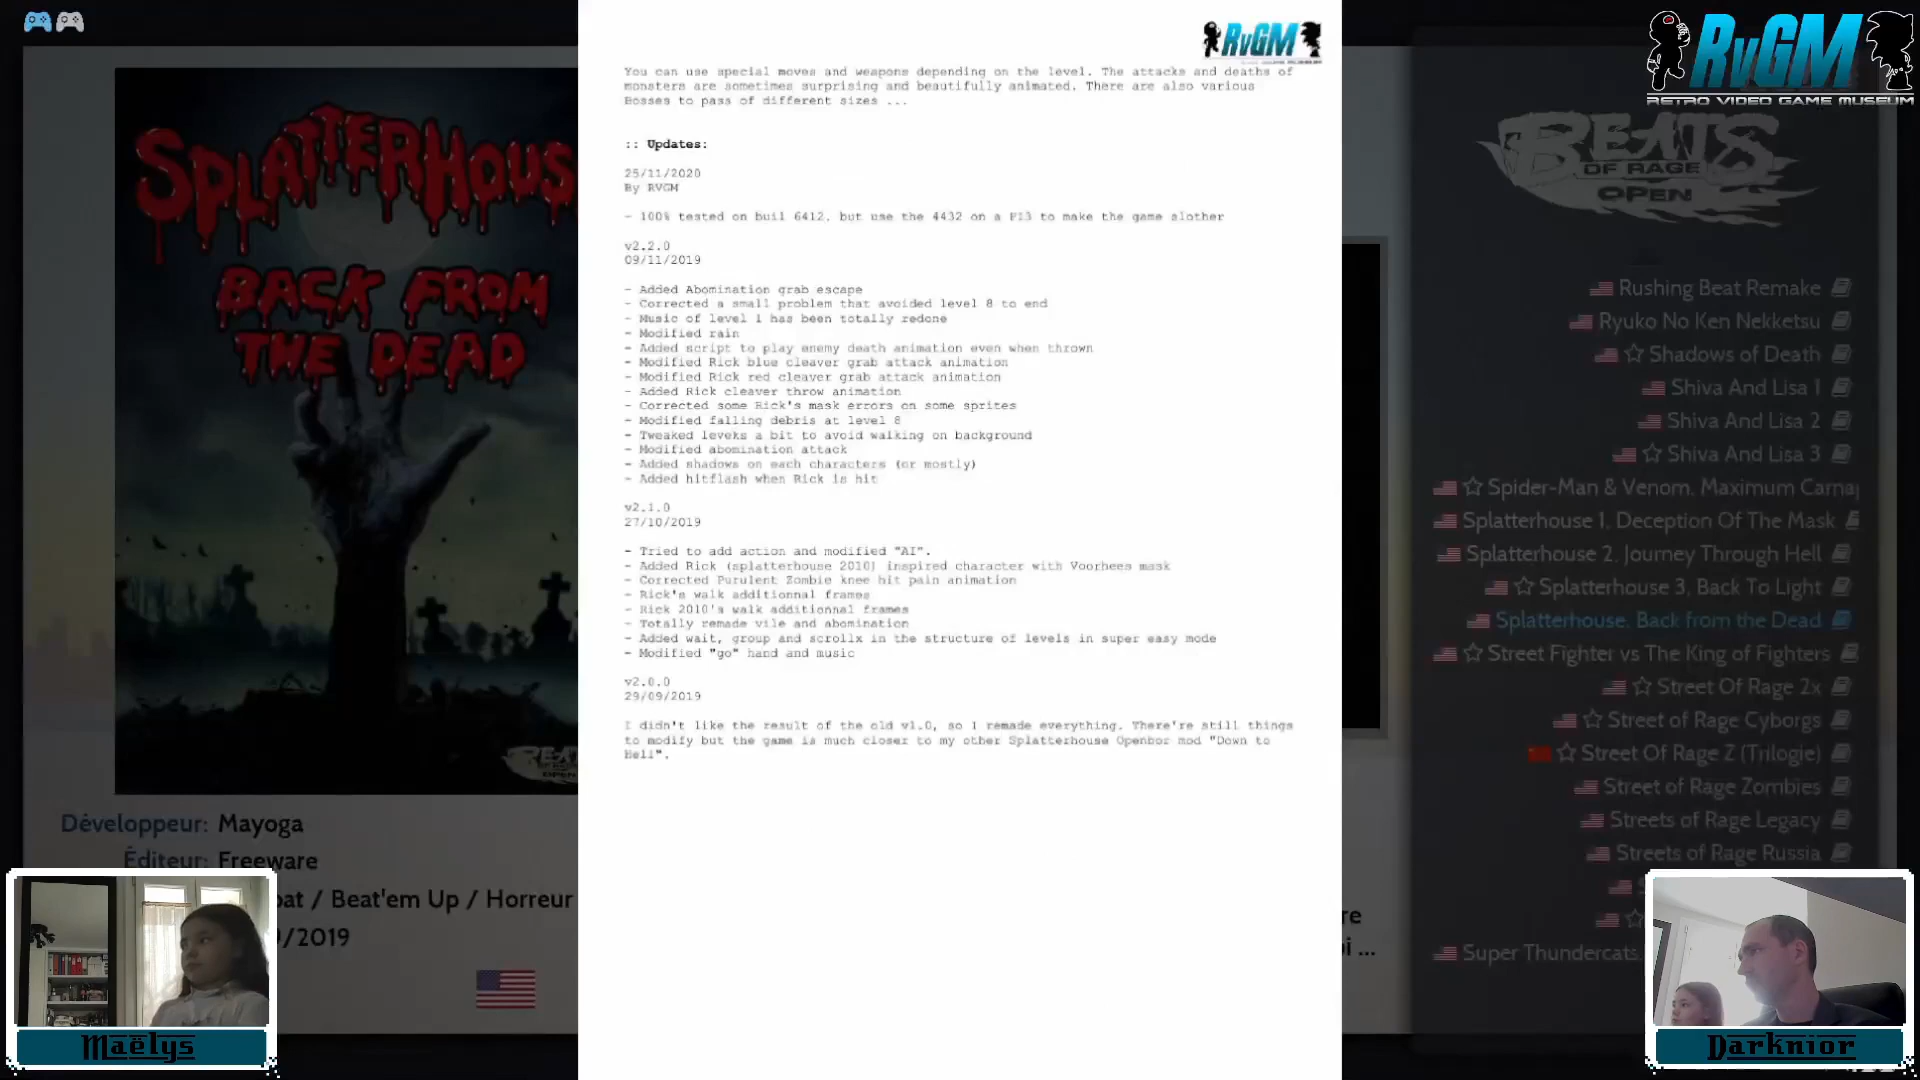 RvGM
RvGM
RETRO VIDEO GAME MUSEUM
SPLATTERHOUS
BACK FROM
THE DEAD
Développeur: Mayoga
Éditeur: Freeware
bat / Beat'em Up / Horreur
/2019
You can use special moves and weapons depending on the level. The attacks and deaths of
monsters are sometimes surprising and beautifully animated. There are also various
Bosses to pass of different sizes ...
:: Updates:
25/11/2020
By RVGM
- 100% tested on buil 6412, but use the 4432 on a PI3 to make the game slother
v2.2.0
09/11/2019
- Added Abomination grab escape
- Corrected a small problem that avoided level 8 to end
- Music of level 1 has been totally redone
- Modified rain
- Added script to play enemy death animation even when thrown
- Modified Rick blue cleaver grab attack animation
- Modified Rick red cleaver grab attack animation
- Added Rick cleaver throw animation
- Corrected some Rick's mask errors on some sprites
- Modified falling debris at level 8
- Tweaked leveks a bit to avoid walking on background
- Modified abomination attack
- Added shadows on each characters (or mostly)
- Added hitflash when Rick is hit
v2.1.0
27/10/2019
- Tried to add action and modified "AI".
- Added Rick (splatterhouse 2010) inspired character with Voorhees mask
- Corrected Purulent Zombie knee hit pain animation
- Rick's walk additionnal frames
- Rick 2010's walk additionnal frames
- Totally remade vile and abomination
- Added wait, group and scrollx in the structure of levels in super easy mode
- Modified "go" hand and music
v2.0.0
29/09/2019
I didn't like the result of the old v1.0, so I remade everything. There're still things
to modify but the game is much closer to my other Splatterhouse Openbor mod "Down to
Hell".
BEATS
OF RAGE
OPEN
Rushing Beat Remake
Ryuko No Ken Nekketsu
Shadows of Death
Shiva And Lisa 1
Shiva And Lisa 2
Shiva And Lisa 3
Spider-Man & Venom, Maximum Carna
Splatterhouse 1, Deception Of The Mask
Splatterhouse 2, Journey Through Hell
Splatterhouse 3, Back To Light
Splatterhouse, Back from the Dead
Street Fighter vs The King of Fighters
Street Of Rage 2x
Street of Rage Cyborgs
Street Of Rage Z (Trilogie)
Street of Rage Zombies
Streets of Rage Legacy
Streets of Rage Russia
Super Thundercats
re
oi ...
Maëlys
Darknior